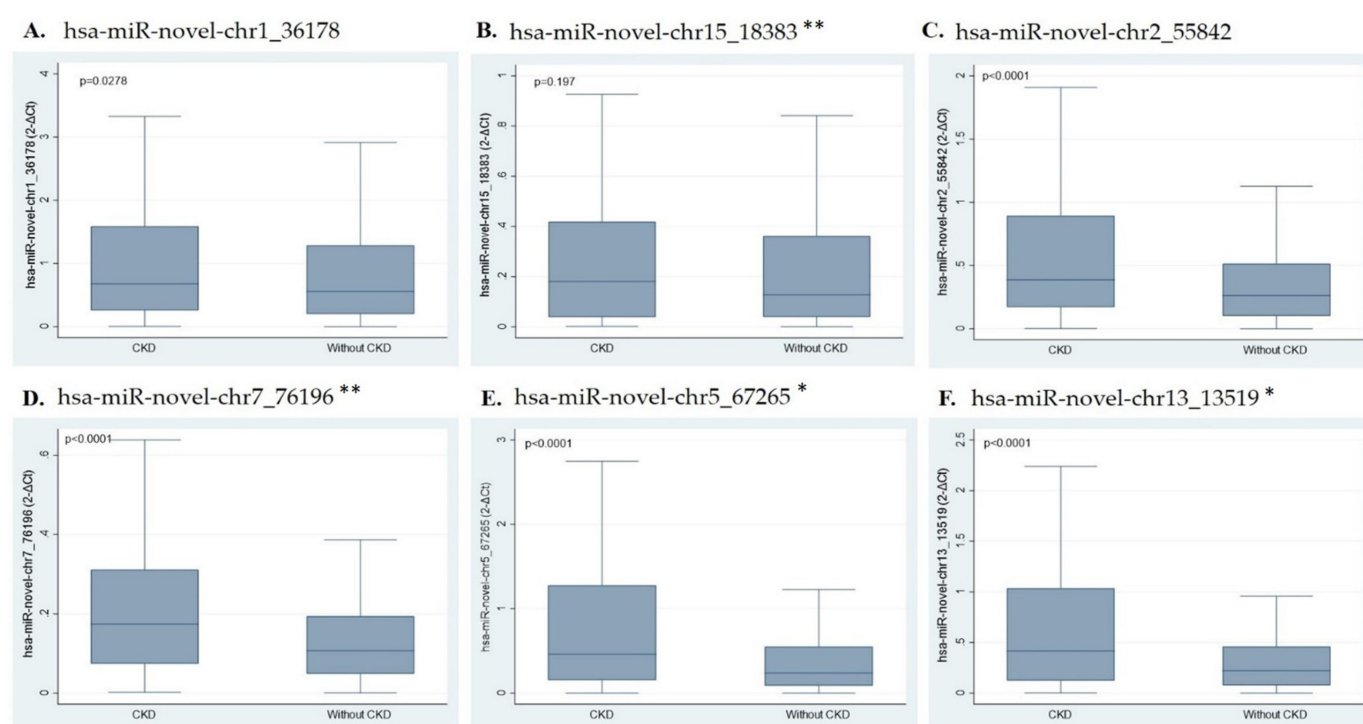 A. hsa-miR-novel-chr1_36178
p=0.0278
hsa-miR-novel-chr1_36178 (2-ΔCt)
4
3
2
1
0
CKD Without CKD
B. hsa-miR-novel-chr15_18383 **
p=0.197
hsa-miR-novel-chr15_18383 (2-ΔCt)
1
.8
.6
.4
.2
0
CKD Without CKD
C. hsa-miR-novel-chr2_55842
p<0.0001
hsa-miR-novel-chr2_55842 (2-ΔCt)
2
1.5
1
.5
0
CKD Without CKD
D. hsa-miR-novel-chr7_76196 **
p<0.0001
hsa-miR-novel-chr7_76196 (2-ΔCt)
.6
.4
.2
0
CKD Without CKD
E. hsa-miR-novel-chr5_67265 *
p<0.0001
hsa-miR-novel-chr5_67265 (2-ΔCt)
3
2
1
0
CKD Without CKD
F. hsa-miR-novel-chr13_13519 *
p<0.0001
hsa-miR-novel-chr13_13519 (2-ΔCt)
2.5
2
1.5
1
.5
0
CKD Without CKD